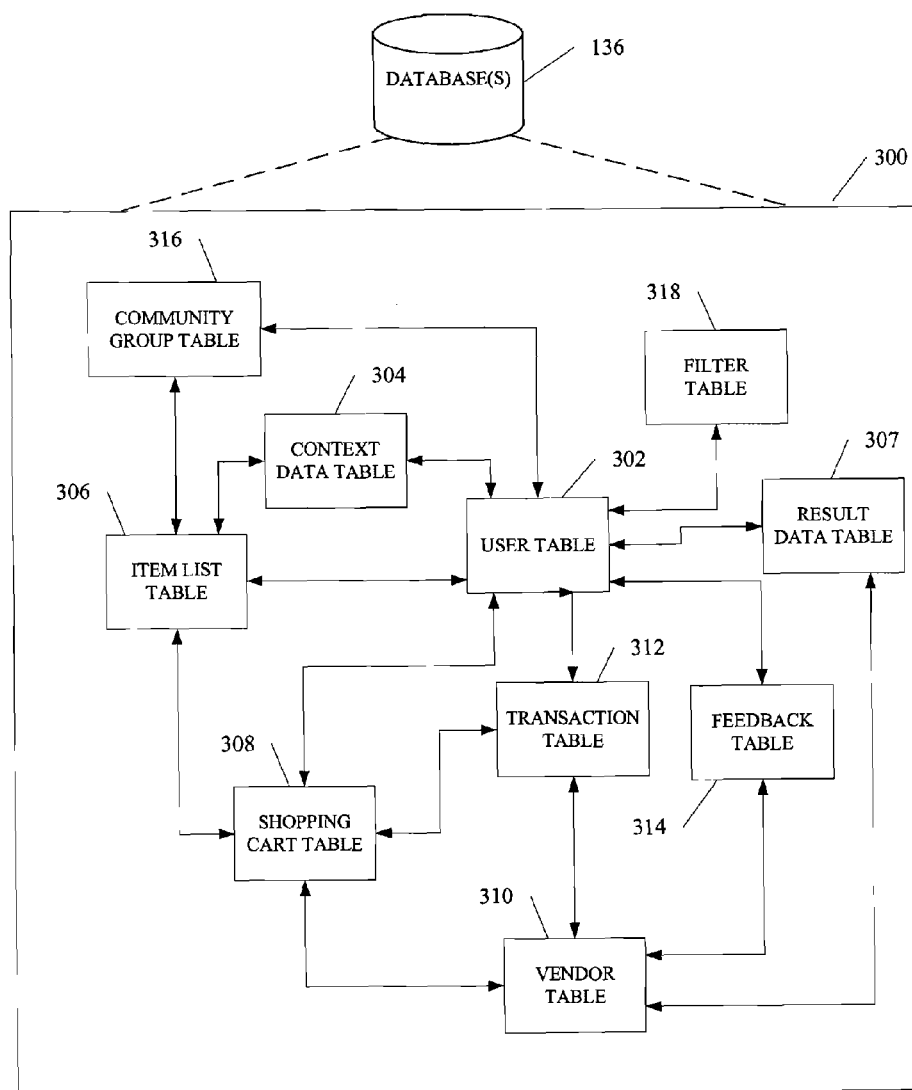 DATABASE(S)
136
300
316
COMMUNITY
GROUP TABLE
318
FILTER
TABLE
304
CONTEXT
DATA TABLE
302
307
RESULT
DATA TABLE
306
USER TABLE
ITEM LIST
TABLE
312
TRANSACTION
TABLE
FEEDBACK
TABLE
308
SHOPPING
CART TABLE
314
310
VENDOR
TABLE